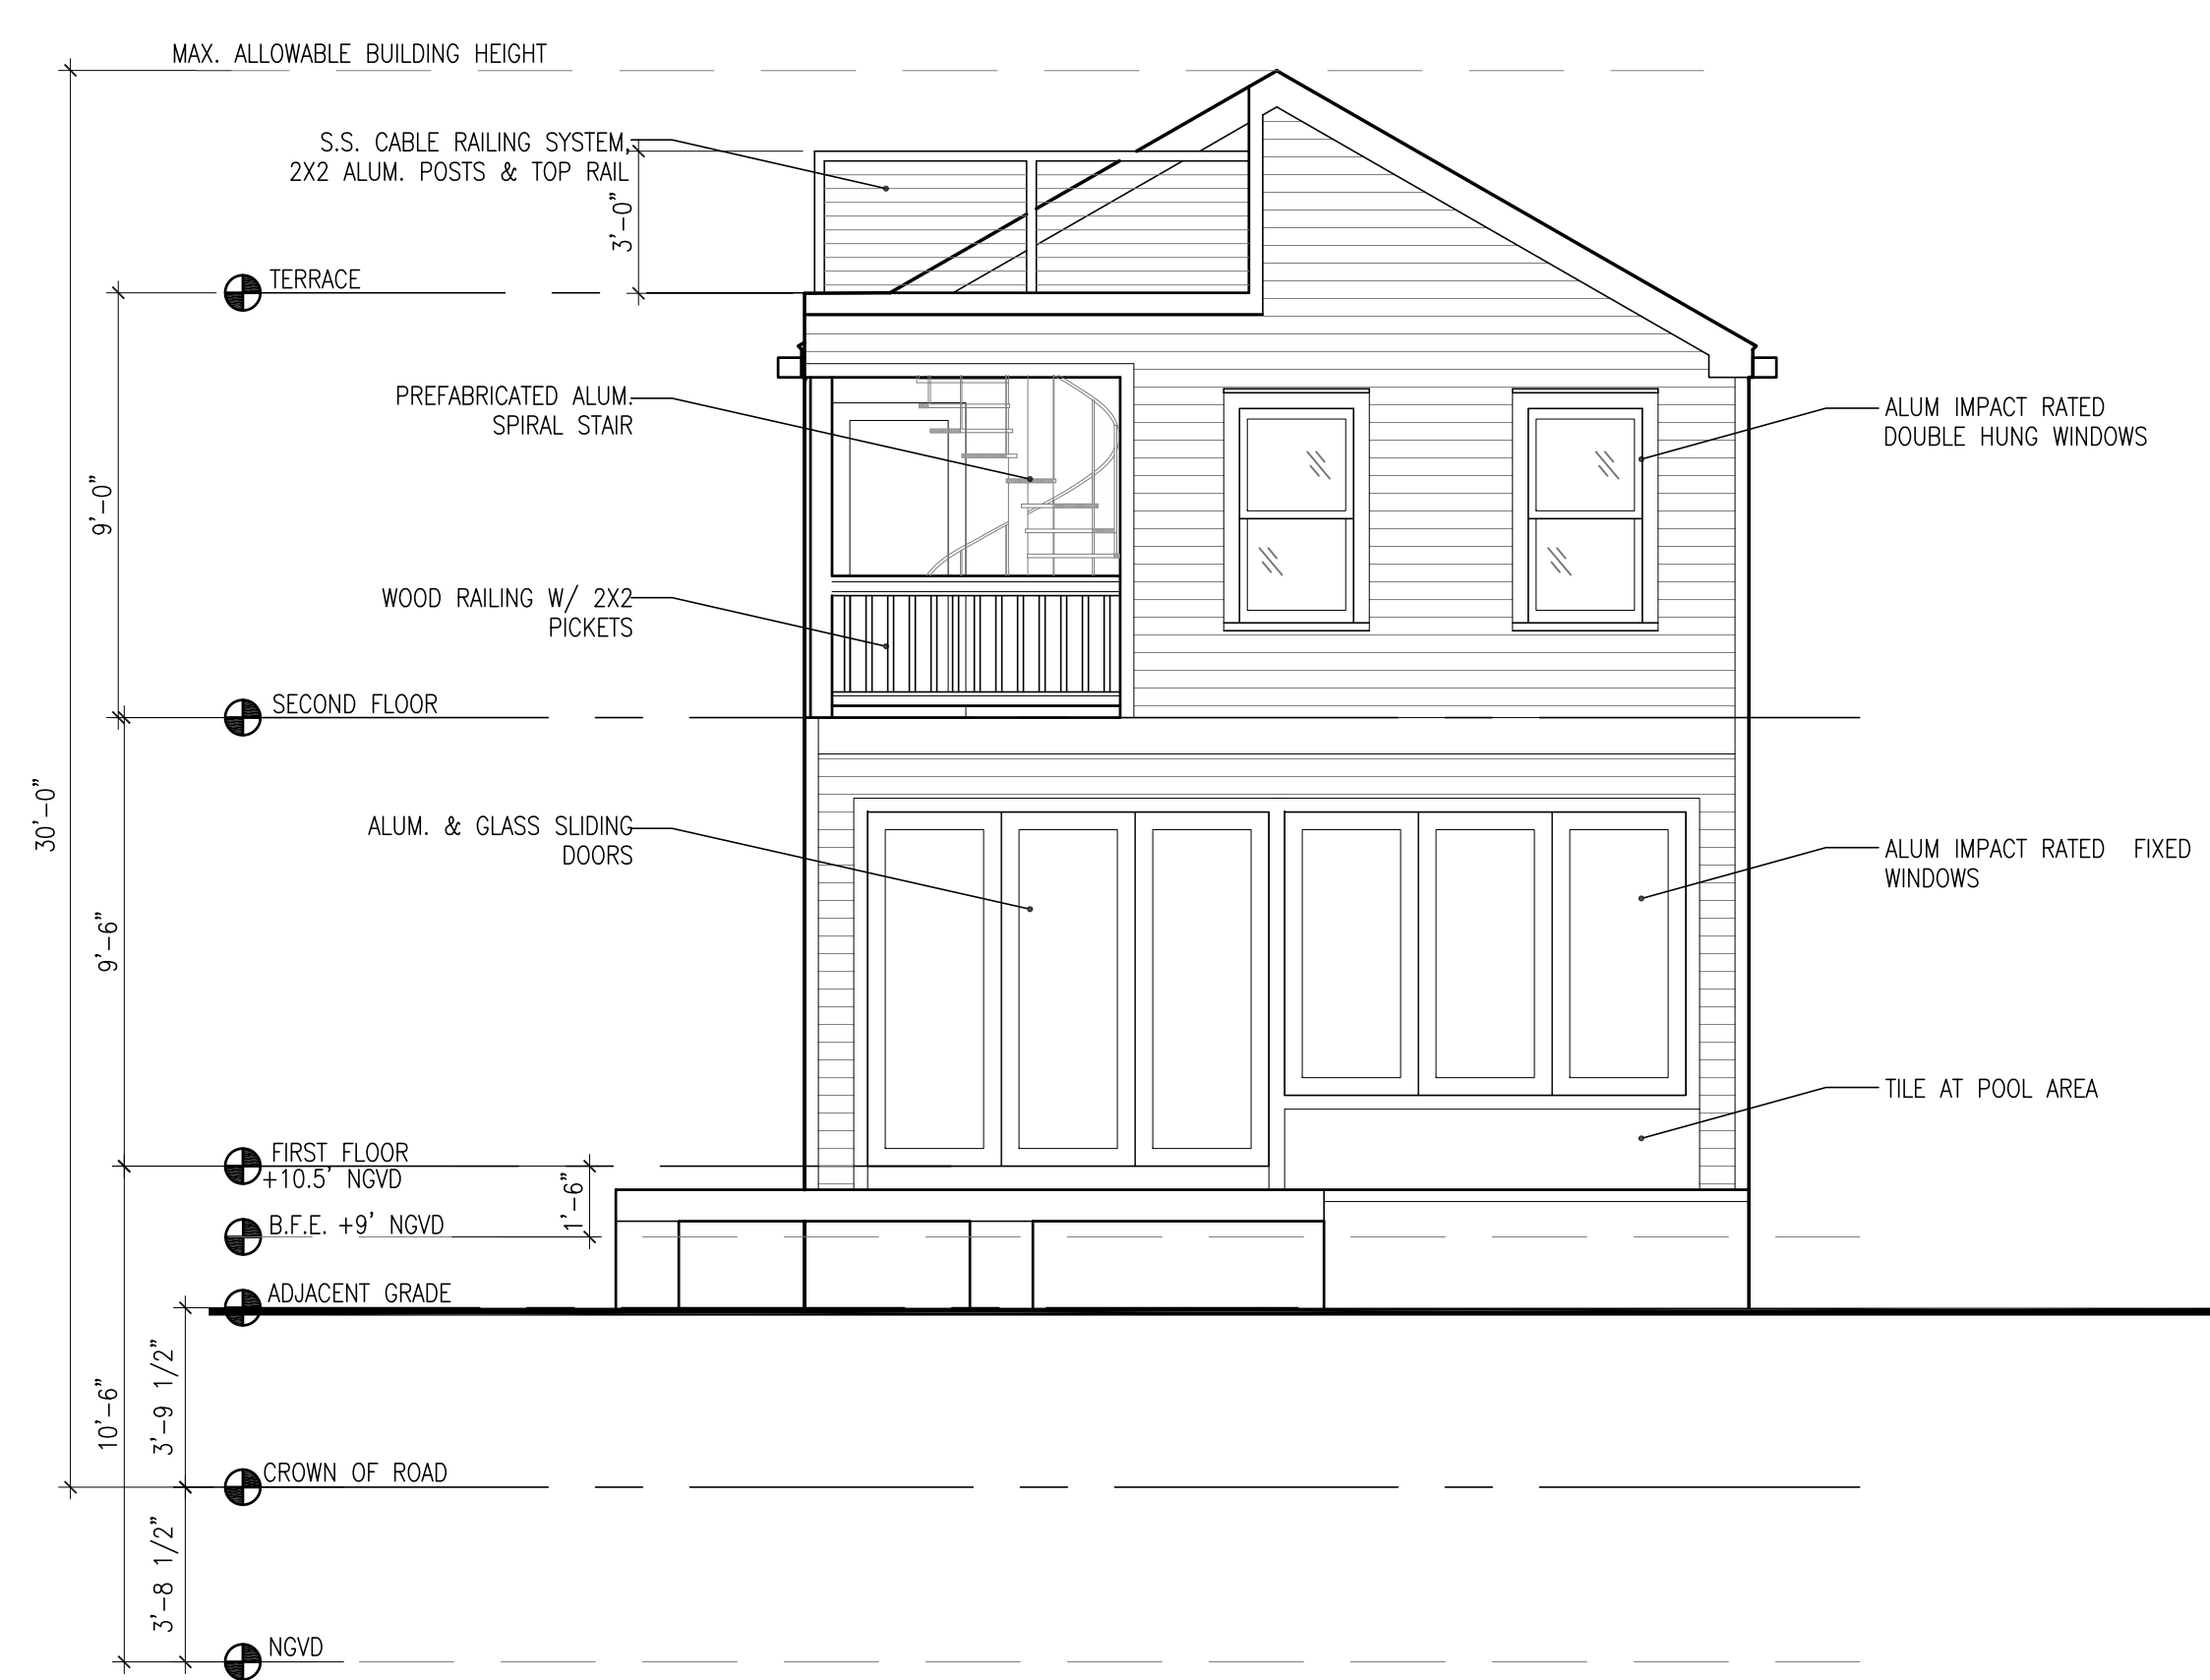 MAX. ALLOWABLE BUILDING HEIGHT
S.S. CABLE RAILING SYSTEM,
2X2 ALUM. POSTS & TOP RAIL
3'-0"
TERRACE
PREFABRICATED ALUM.
SPIRAL STAIR
ALUM IMPACT RATED
DOUBLE HUNG WINDOWS
9'-0"
WOOD RAILING W/ 2X2
PICKETS
SECOND FLOOR
30'-0"
ALUM. & GLASS SLIDING
DOORS
ALUM IMPACT RATED FIXED
WINDOWS
9'-6"
TILE AT POOL AREA
FIRST FLOOR
+10.5' NGVD
1'-6"
B.F.E. +9' NGVD
ADJACENT GRADE
3'-9 1/2"
10'-6"
CROWN OF ROAD
3'-8 1/2"
NGVD